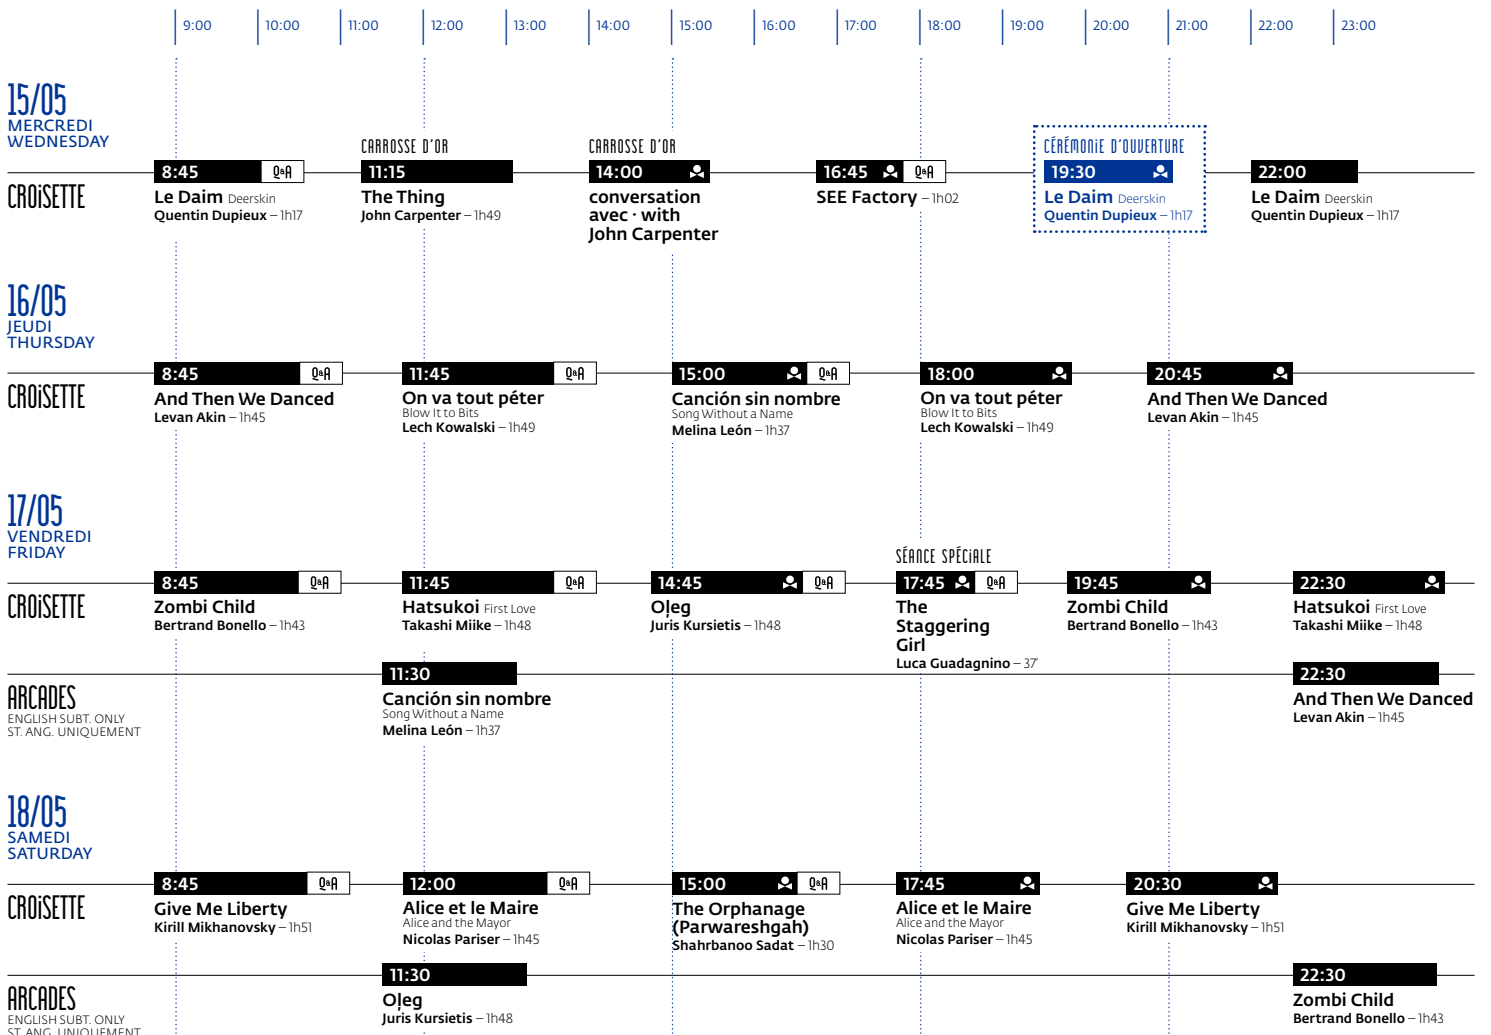 9:00 10:00 11:00 12:00 13:00 14:00 15:00 16:00 17:00 18:00 19:00 20:00 21:00 22:00 23:00
15/05
MERCREDI
WEDNESDAY
CARROSSE D'OR CARROSSE D'OR CÉRÉMONIE D'OUVERTURE
8:45 Q&A 11:15 14:00 16:45 Q&A 19:30 22:00
CROISETTE
Le Daim Deerskin
Quentin Dupieux – 1h17
The Thing
John Carpenter – 1h49
conversation
avec · with
John Carpenter
SEE Factory – 1h02
Le Daim Deerskin
Quentin Dupieux – 1h17
Le Daim Deerskin
Quentin Dupieux – 1h17
16/05
JEUDI
THURSDAY
8:45 Q&A 11:45 Q&A 15:00 Q&A 18:00 20:45
CROISETTE
And Then We Danced
Levan Akin – 1h45
On va tout péter
Blow It to Bits
Lech Kowalski – 1h49
Canción sin nombre
Song Without a Name
Melina León – 1h37
On va tout péter
Blow It to Bits
Lech Kowalski – 1h49
And Then We Danced
Levan Akin – 1h45
17/05
VENDREDI
FRIDAY
SÉANCE SPÉCIALE
8:45 Q&A 11:45 Q&A 14:45 Q&A 17:45 Q&A 19:45 22:30
CROISETTE
Zombi Child
Bertrand Bonello – 1h43
Hatsukoi First Love
Takashi Miike – 1h48
Oļeg
Juris Kursietis – 1h48
The
Staggering
Girl
Luca Guadagnino – 37'
Zombi Child
Bertrand Bonello – 1h43
Hatsukoi First Love
Takashi Miike – 1h48
11:30 22:30
ARCADES
ENGLISH SUBT. ONLY
ST. ANG. UNIQUEMENT
Canción sin nombre
Song Without a Name
Melina León – 1h37
And Then We Danced
Levan Akin – 1h45
18/05
SAMEDI
SATURDAY
8:45 Q&A 12:00 Q&A 15:00 Q&A 17:45 20:30
CROISETTE
Give Me Liberty
Kirill Mikhanovsky – 1h51
Alice et le Maire
Alice and the Mayor
Nicolas Pariser – 1h45
The Orphanage
(Parwareshgah)
Shahrbanoo Sadat – 1h30
Alice et le Maire
Alice and the Mayor
Nicolas Pariser – 1h45
Give Me Liberty
Kirill Mikhanovsky – 1h51
11:30 22:30
ARCADES
ENGLISH SUBT. ONLY
ST. ANG. UNIQUEMENT
Oļeg
Juris Kursietis – 1h48
Zombi Child
Bertrand Bonello – 1h43